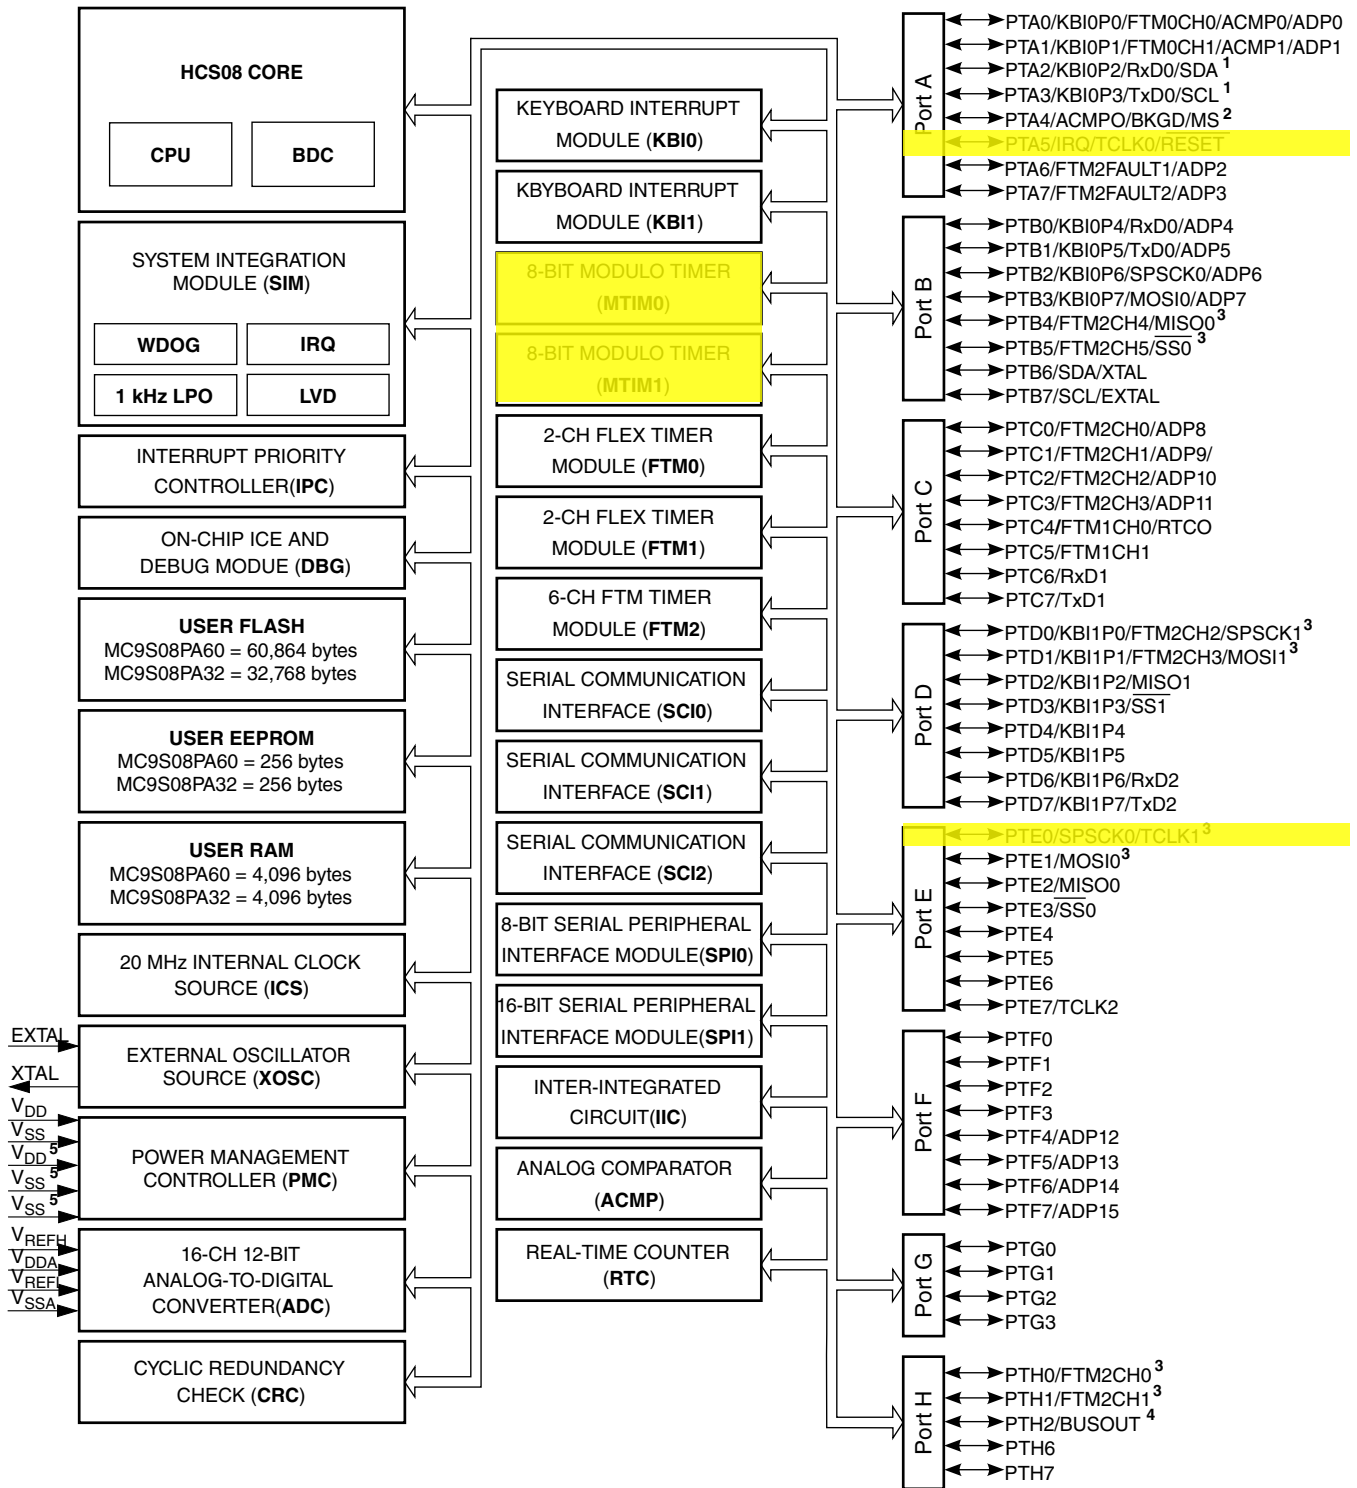 HCS08 CORE
CPU
BDC
SYSTEM INTEGRATION
MODULE (SIM)
WDOG
IRQ
1 kHz LPO
LVD
INTERRUPT PRIORITY
CONTROLLER(IPC)
ON-CHIP ICE AND
DEBUG MODUE (DBG)
USER FLASH
MC9S08PA60 = 60,864 bytes
MC9S08PA32 = 32,768 bytes
USER EEPROM
MC9S08PA60 = 256 bytes
MC9S08PA32 = 256 bytes
USER RAM
MC9S08PA60 = 4,096 bytes
MC9S08PA32 = 4,096 bytes
20 MHz INTERNAL CLOCK
SOURCE (ICS)
EXTAL
XTAL
EXTERNAL OSCILLATOR
SOURCE (XOSC)
VDD
VSS
VDD 5
VSS 5
VSS 5
POWER MANAGEMENT
CONTROLLER (PMC)
VREFH
VDDA
VREFL
VSSA
16-CH 12-BIT
ANALOG-TO-DIGITAL
CONVERTER(ADC)
CYCLIC REDUNDANCY
CHECK (CRC)
KEYBOARD INTERRUPT
MODULE (KBI0)
KBYBOARD INTERRUPT
MODULE (KBI1)
8-BIT MODULO TIMER
(MTIM0)
8-BIT MODULO TIMER
(MTIM1)
2-CH FLEX TIMER
MODULE (FTM0)
2-CH FLEX TIMER
MODULE (FTM1)
6-CH FTM TIMER
MODULE (FTM2)
SERIAL COMMUNICATION
INTERFACE (SCI0)
SERIAL COMMUNICATION
INTERFACE (SCI1)
SERIAL COMMUNICATION
INTERFACE (SCI2)
8-BIT SERIAL PERIPHERAL
INTERFACE MODULE(SPI0)
16-BIT SERIAL PERIPHERAL
INTERFACE MODULE(SPI1)
INTER-INTEGRATED
CIRCUIT(IIC)
ANALOG COMPARATOR
(ACMP)
REAL-TIME COUNTER
(RTC)
Port A
PTA0/KBI0P0/FTM0CH0/ACMP0/ADP0
PTA1/KBI0P1/FTM0CH1/ACMP1/ADP1
PTA2/KBI0P2/RxD0/SDA 1
PTA3/KBI0P3/TxD0/SCL 1
PTA4/ACMPO/BKGD/MS 2
PTA5/IRQ/TCLK0/RESET
PTA6/FTM2FAULT1/ADP2
PTA7/FTM2FAULT2/ADP3
Port B
PTB0/KBI0P4/RxD0/ADP4
PTB1/KBI0P5/TxD0/ADP5
PTB2/KBI0P6/SPSCK0/ADP6
PTB3/KBI0P7/MOSI0/ADP7
PTB4/FTM2CH4/MISO0 3
PTB5/FTM2CH5/SS0 3
PTB6/SDA/XTAL
PTB7/SCL/EXTAL
Port C
PTC0/FTM2CH0/ADP8
PTC1/FTM2CH1/ADP9/
PTC2/FTM2CH2/ADP10
PTC3/FTM2CH3/ADP11
PTC4/FTM1CH0/RTCO
PTC5/FTM1CH1
PTC6/RxD1
PTC7/TxD1
Port D
PTD0/KBI1P0/FTM2CH2/SPSCK1 3
PTD1/KBI1P1/FTM2CH3/MOSI1 3
PTD2/KBI1P2/MISO1
PTD3/KBI1P3/SS1
PTD4/KBI1P4
PTD5/KBI1P5
PTD6/KBI1P6/RxD2
PTD7/KBI1P7/TxD2
Port E
PTE0/SPSCK0/TCLK1 3
PTE1/MOSI0 3
PTE2/MISO0
PTE3/SS0
PTE4
PTE5
PTE6
PTE7/TCLK2
Port F
PTF0
PTF1
PTF2
PTF3
PTF4/ADP12
PTF5/ADP13
PTF6/ADP14
PTF7/ADP15
Port G
PTG0
PTG1
PTG2
PTG3
Port H
PTH0/FTM2CH0 3
PTH1/FTM2CH1 3
PTH2/BUSOUT 4
PTH6
PTH7